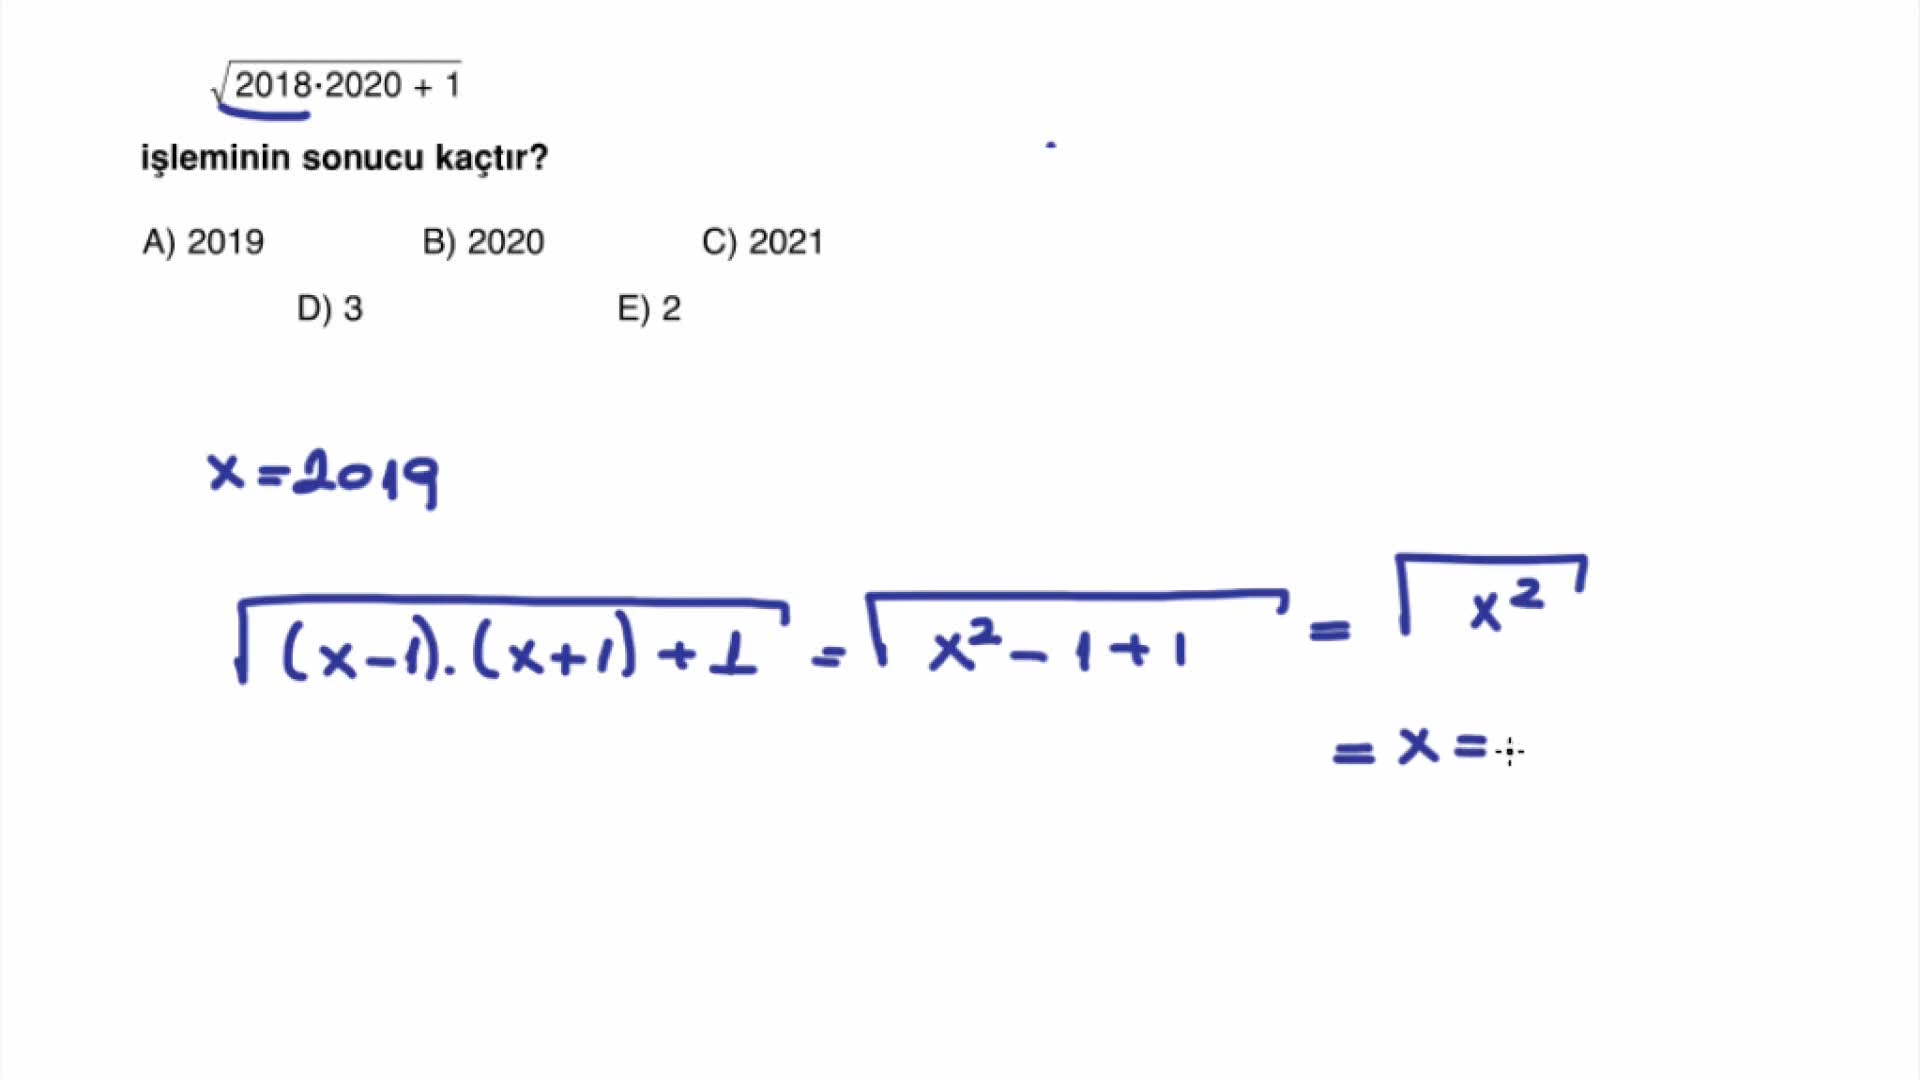 √2018·2020 + 1
işleminin sonucu kaçtır?
A) 2019 B) 2020 C) 2021
D) 3 E) 2
x = 2019
√(x-1).(x+1)+1 = √x²-1+1 = √x²
= x =